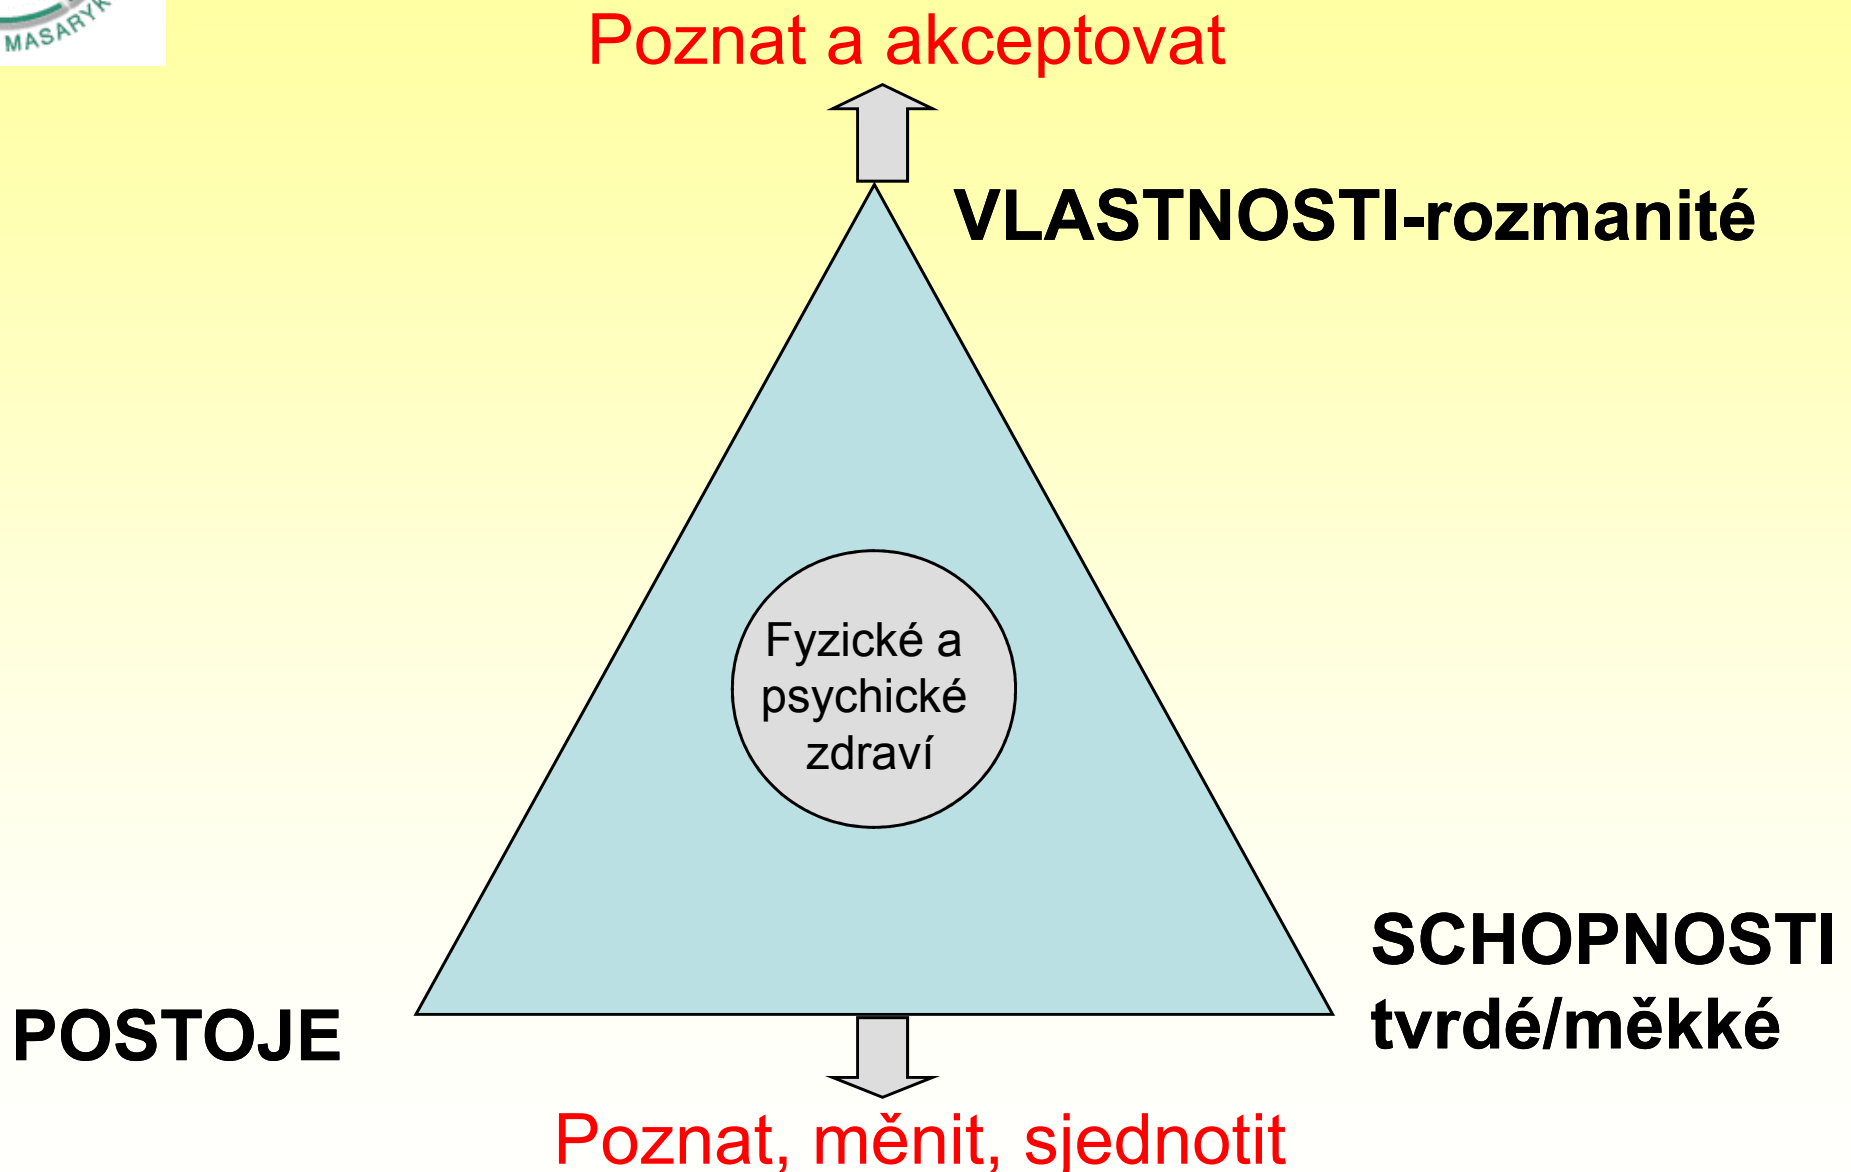 MASARYK
Poznat a akceptovat
VLASTNOSTI-rozmanité
Fyzické a
psychické
zdraví
SCHOPNOSTI
tvrdé/měkké
POSTOJE
Poznat, měnit, sjednotit